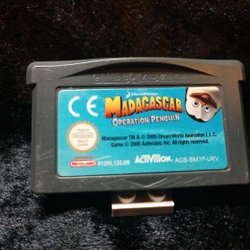 GAME BOY
DREAMWORKS
MADAGASCAR
OPERATION PENGUIN
CE
Madagascar TM & © 2005 DreamWorks Animation L.L.C.
Game © 2005 Activision, Inc. All rights reserved.
Nintendo
ACTIVISION
AGB-BM7P-UKV